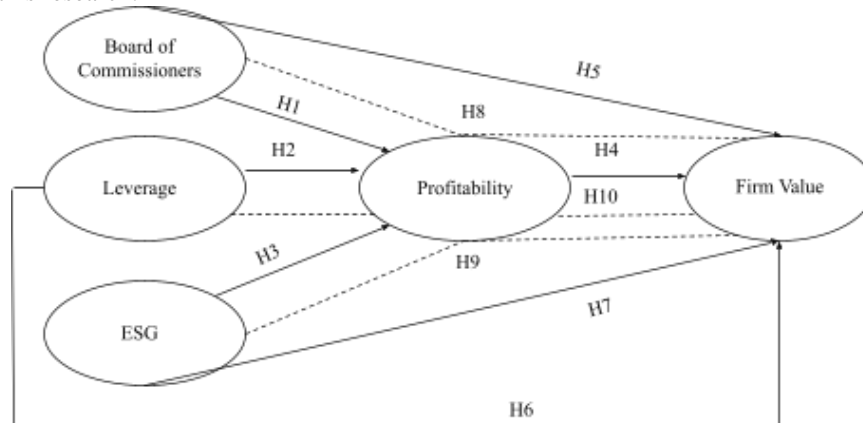 Board of
Commissioners
H5
H1
H8
H2
H4
Leverage
Profitability
Firm Value
H10
H3
H9
ESG
H7
H6